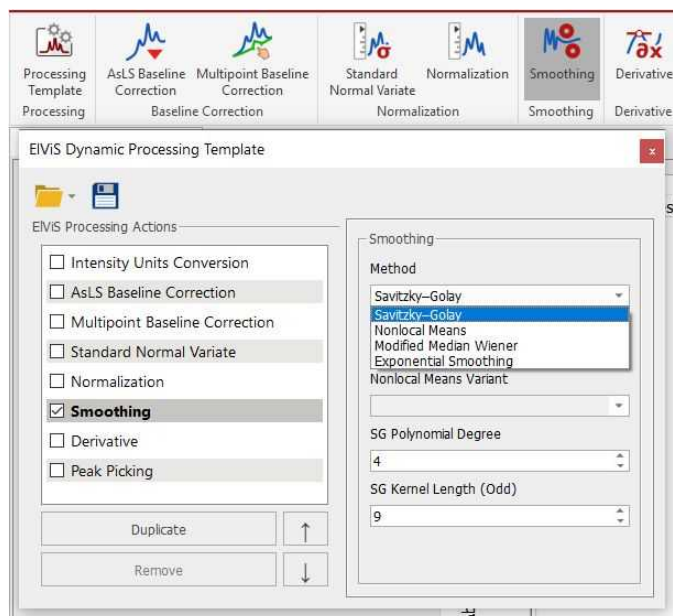 Processing Template
AsLS Baseline Correction
Multipoint Baseline Correction
Standard Normal Variate
Normalization
Smoothing
Derivative
Processing
Baseline Correction
Normalization
Smoothing
Derivative
ElViS Dynamic Processing Template
ElViS Processing Actions
Intensity Units Conversion
AsLS Baseline Correction
Multipoint Baseline Correction
Standard Normal Variate
Normalization
Smoothing
Derivative
Peak Picking
Duplicate
Remove
Smoothing
Method
Savitzky–Golay
Savitzky–Golay
Nonlocal Means
Modified Median Wiener
Exponential Smoothing
Nonlocal Means Variant
SG Polynomial Degree
4
SG Kernel Length (Odd)
9